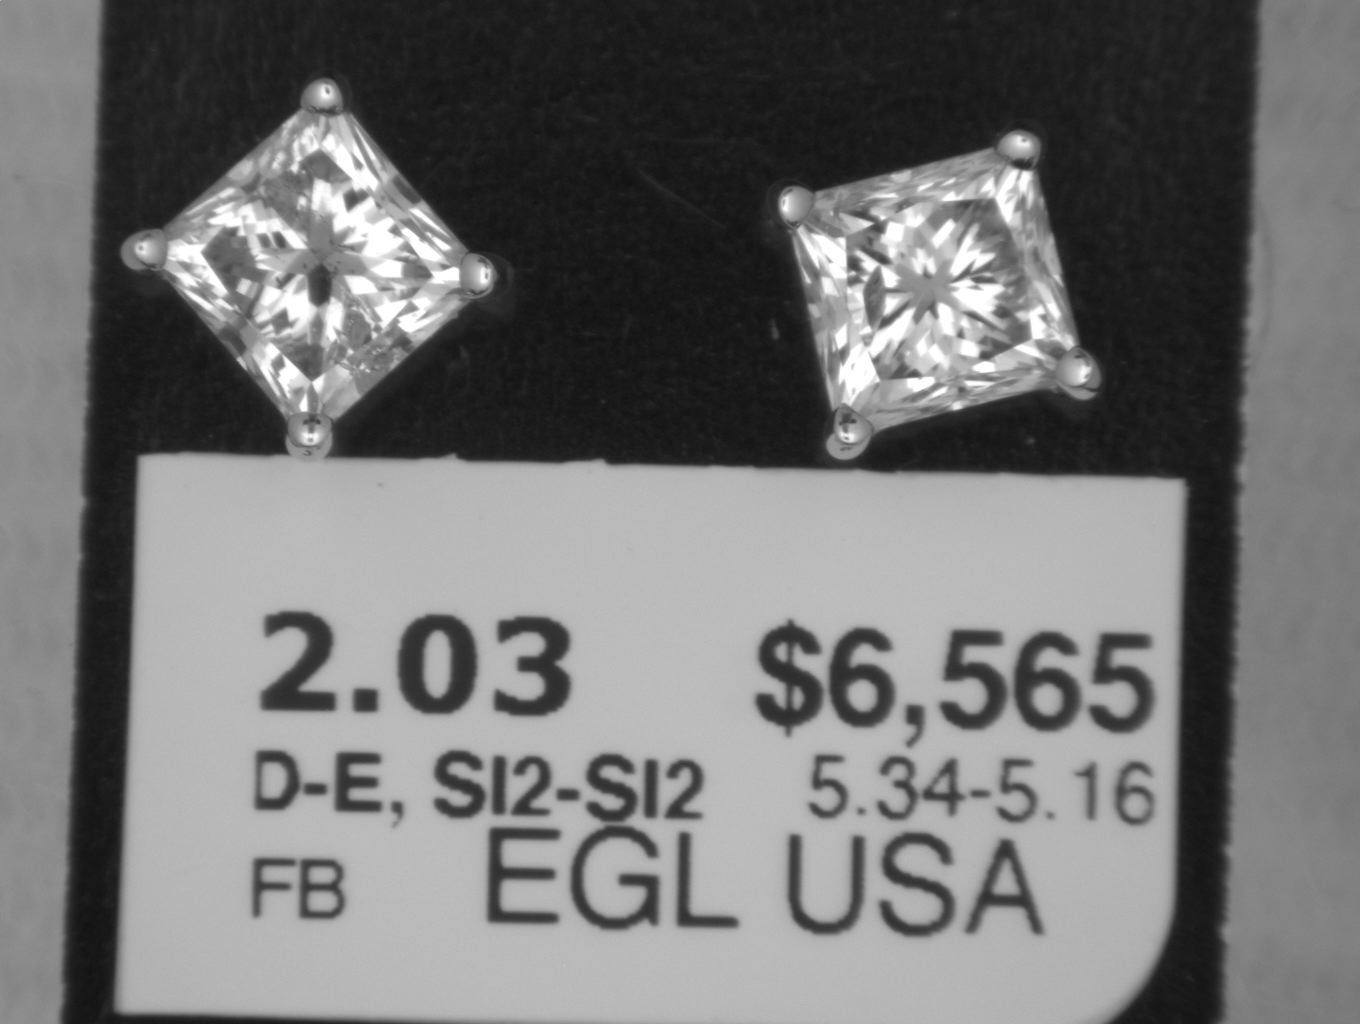 2.03 $6,565
D-E, SI2-SI2 5.34-5.16
FB EGL USA